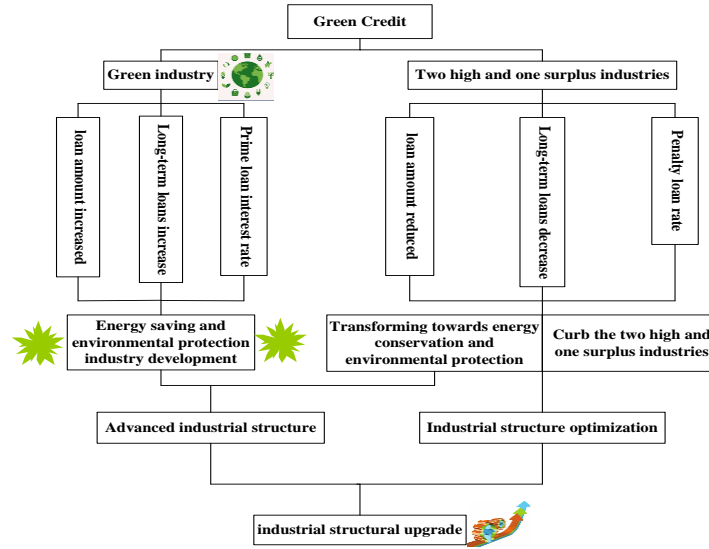 Green Credit
Green industry
Two high and one surplus industries
loan amount increased
Long-term loans increase
Prime loan interest rate
loan amount reduced
Long-term loans decrease
Penalty loan rate
Energy saving and
environmental protection
industry development
Transforming towards energy
conservation and
environmental protection
Curb the two high and
one surplus industries
Advanced industrial structure
Industrial structure optimization
industrial structural upgrade